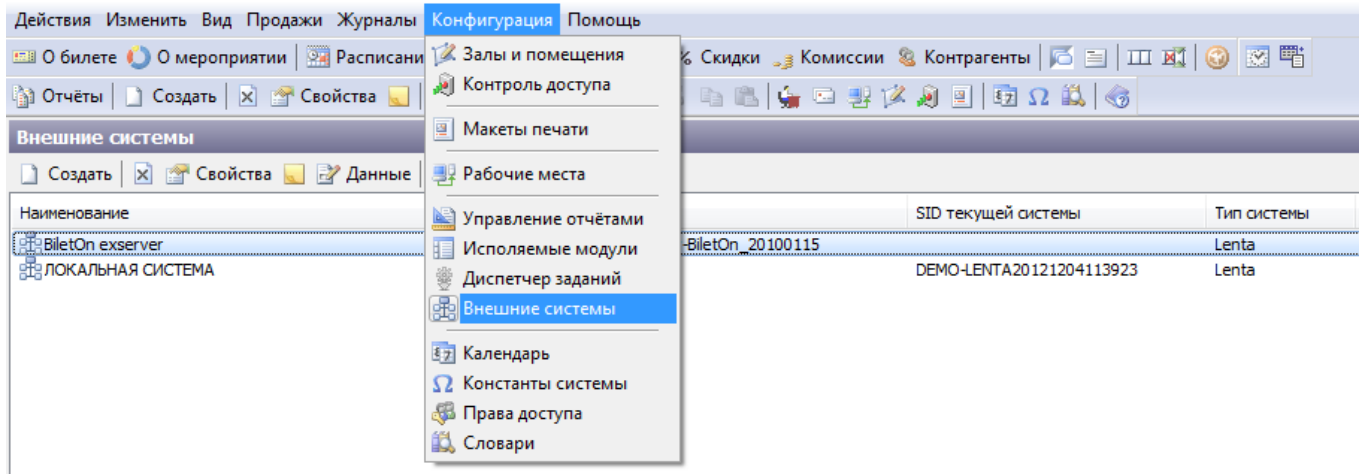 Действия Изменить Вид Продажи Журналы Конфигурация Помощь
О билете О мероприятии Расписани % Скидки Комиссии Контрагенты
Отчёты Создать Свойства
Внешние системы
Создать Свойства Данные
Наименование SID текущей системы Тип системы
BiletOn exserver -BiletOn_20100115 Lenta
ЛОКАЛЬНАЯ СИСТЕМА DEMO-LENTA20121204113923 Lenta
Залы и помещения
Контроль доступа
Макеты печати
Рабочие места
Управление отчётами
Исполяемые модули
Диспетчер заданий
Внешние системы
Календарь
Константы системы
Права доступа
Словари